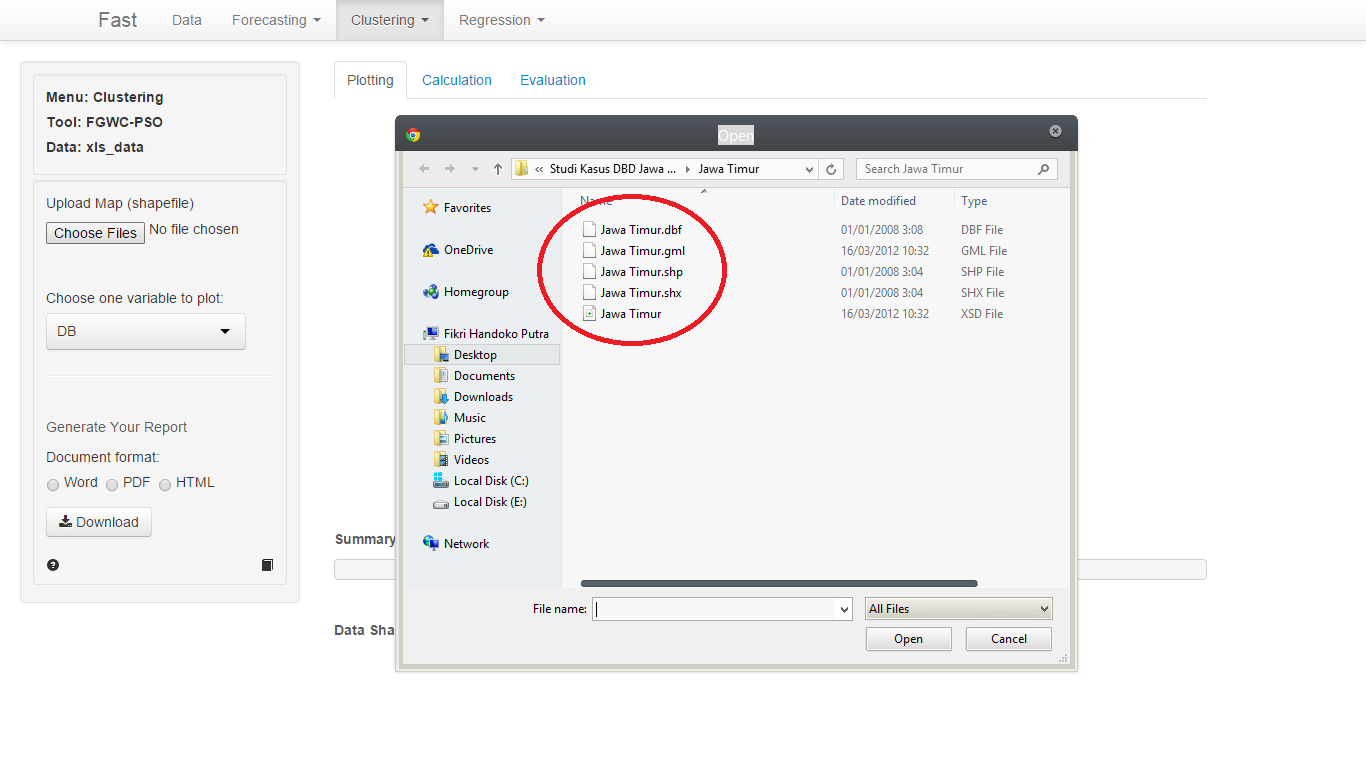 Fast Data Forecasting Clustering Regression
Menu: Clustering
Tool: FGWC-PSO
Data: xls_data
Upload Map (shapefile)
Choose Files No file chosen
Choose one variable to plot:
DB
Generate Your Report
Document format:
Word PDF HTML
Download
Plotting Calculation Evaluation
Summary
Data Sha
Open
« Studi Kasus DBD Jawa ... Jawa Timur
Search Jawa Timur
Favorites
OneDrive
Homegroup
Fikri Handoko Putra
Desktop
Documents
Downloads
Music
Pictures
Videos
Local Disk (C:)
Local Disk (E:)
Network
Name Date modified Type
Jawa Timur.dbf 01/01/2008 3:08 DBF File
Jawa Timur.gml 16/03/2012 10:32 GML File
Jawa Timur.shp 01/01/2008 3:04 SHP File
Jawa Timur.shx 01/01/2008 3:04 SHX File
Jawa Timur 16/03/2012 10:32 XSD File
File name: All Files
Open Cancel